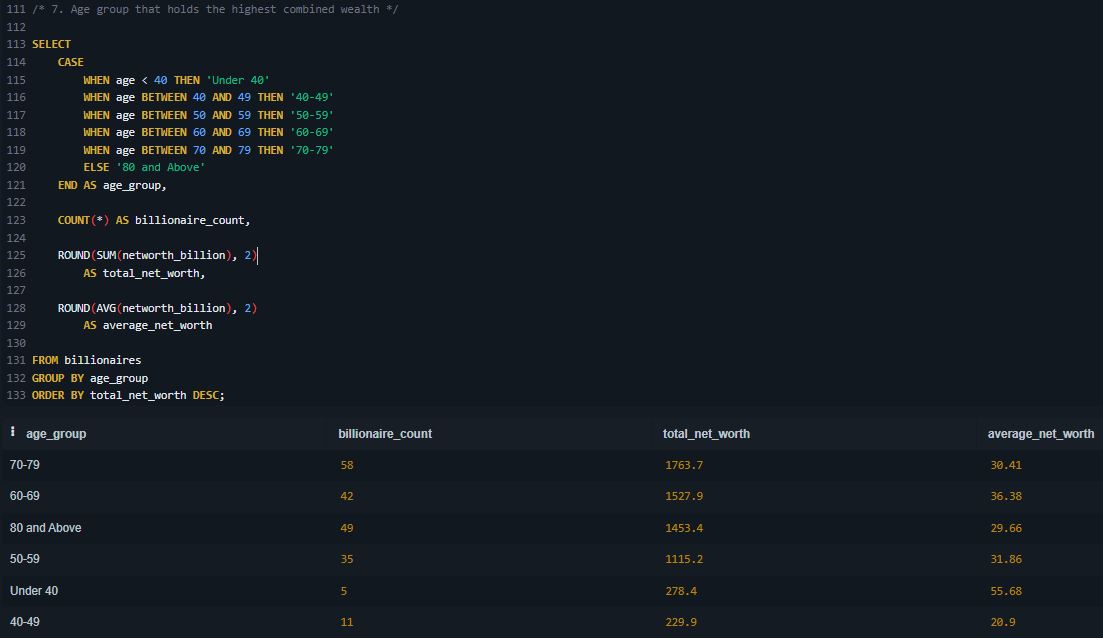 111 /* 7. Age group that holds the highest combined wealth */
112
113 SELECT
114 CASE
115 WHEN age < 40 THEN 'Under 40'
116 WHEN age BETWEEN 40 AND 49 THEN '40-49'
117 WHEN age BETWEEN 50 AND 59 THEN '50-59'
118 WHEN age BETWEEN 60 AND 69 THEN '60-69'
119 WHEN age BETWEEN 70 AND 79 THEN '70-79'
120 ELSE '80 and Above'
121 END AS age_group,
122
123 COUNT(*) AS billionaire_count,
124
125 ROUND(SUM(networth_billion), 2)
126 AS total_net_worth,
127
128 ROUND(AVG(networth_billion), 2)
129 AS average_net_worth
130
131 FROM billionaires
132 GROUP BY age_group
133 ORDER BY total_net_worth DESC;
age_group billionaire_count total_net_worth average_net_worth
70-79 58 1763.7 30.41
60-69 42 1527.9 36.38
80 and Above 49 1453.4 29.66
50-59 35 1115.2 31.86
Under 40 5 278.4 55.68
40-49 11 229.9 20.9